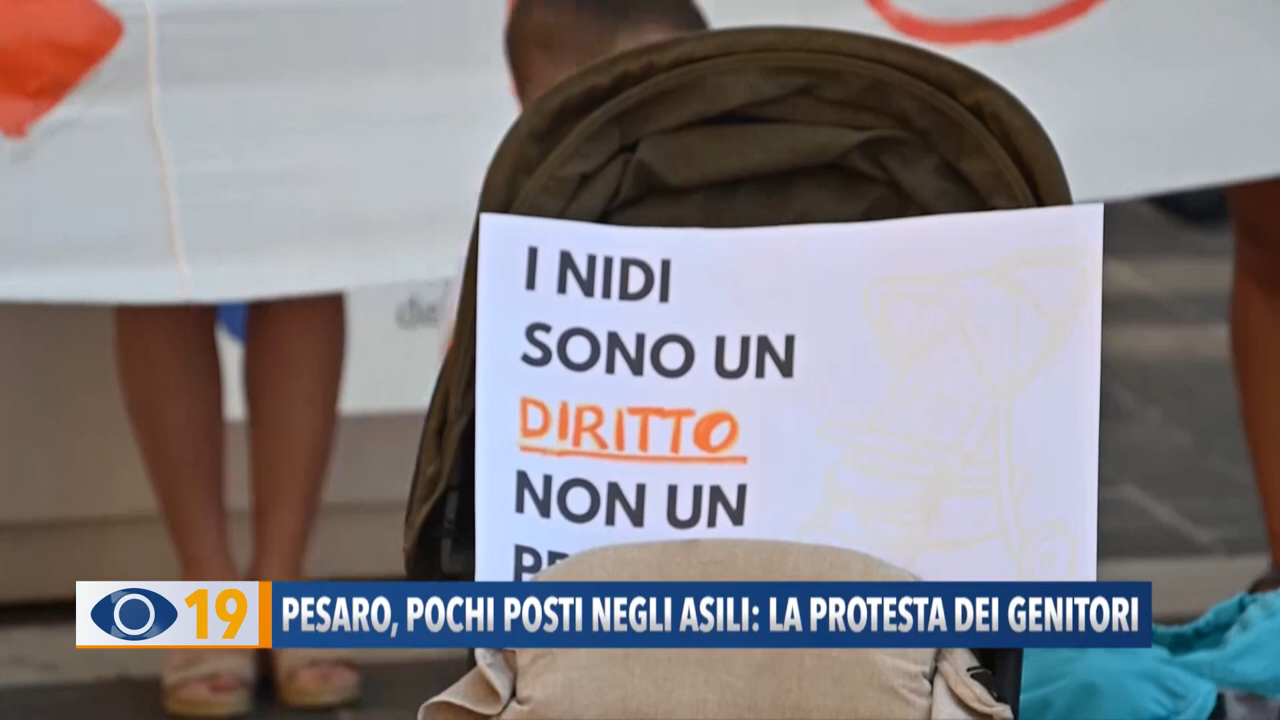 I NIDI
SONO UN
DIRITTO
NON UN
19
PESARO, POCHI POSTI NEGLI ASILI: LA PROTESTA DEI GENITORI